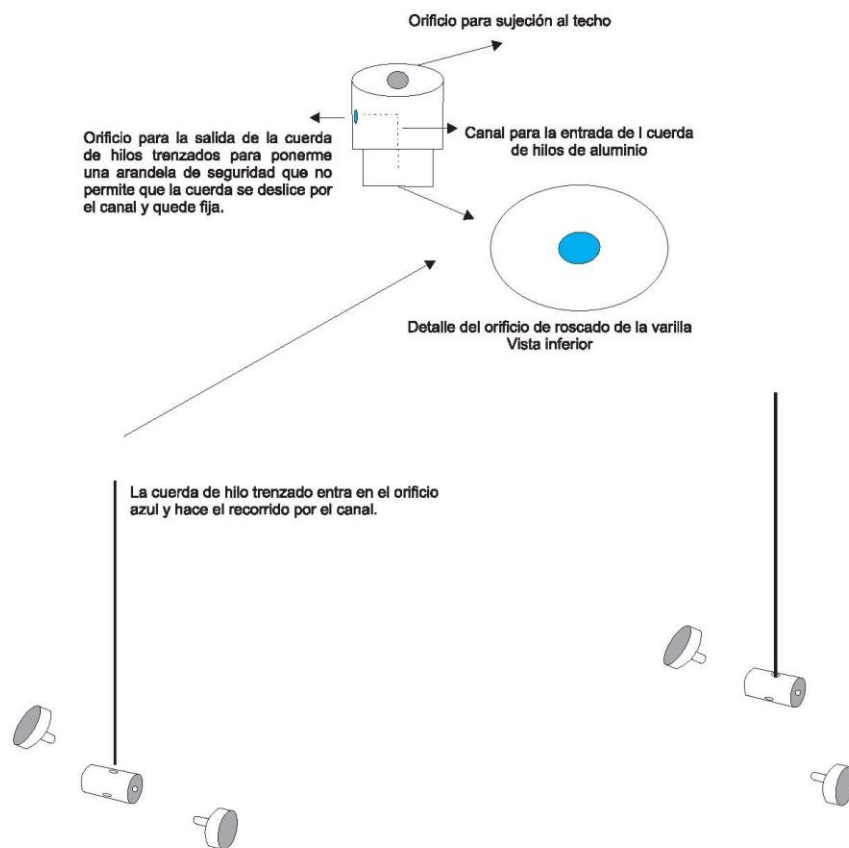 Orificio para sujeción al techo
Orificio para la salida de la cuerda
de hilos trenzados para ponerme
una arandela de seguridad que no
permite que la cuerda se deslice por
el canal y quede fija.
Canal para la entrada de l cuerda
de hilos de aluminio
Detalle del orificio de roscado de la varilla
Vista inferior
La cuerda de hilo trenzado entra en el orificio
azul y hace el recorrido por el canal.